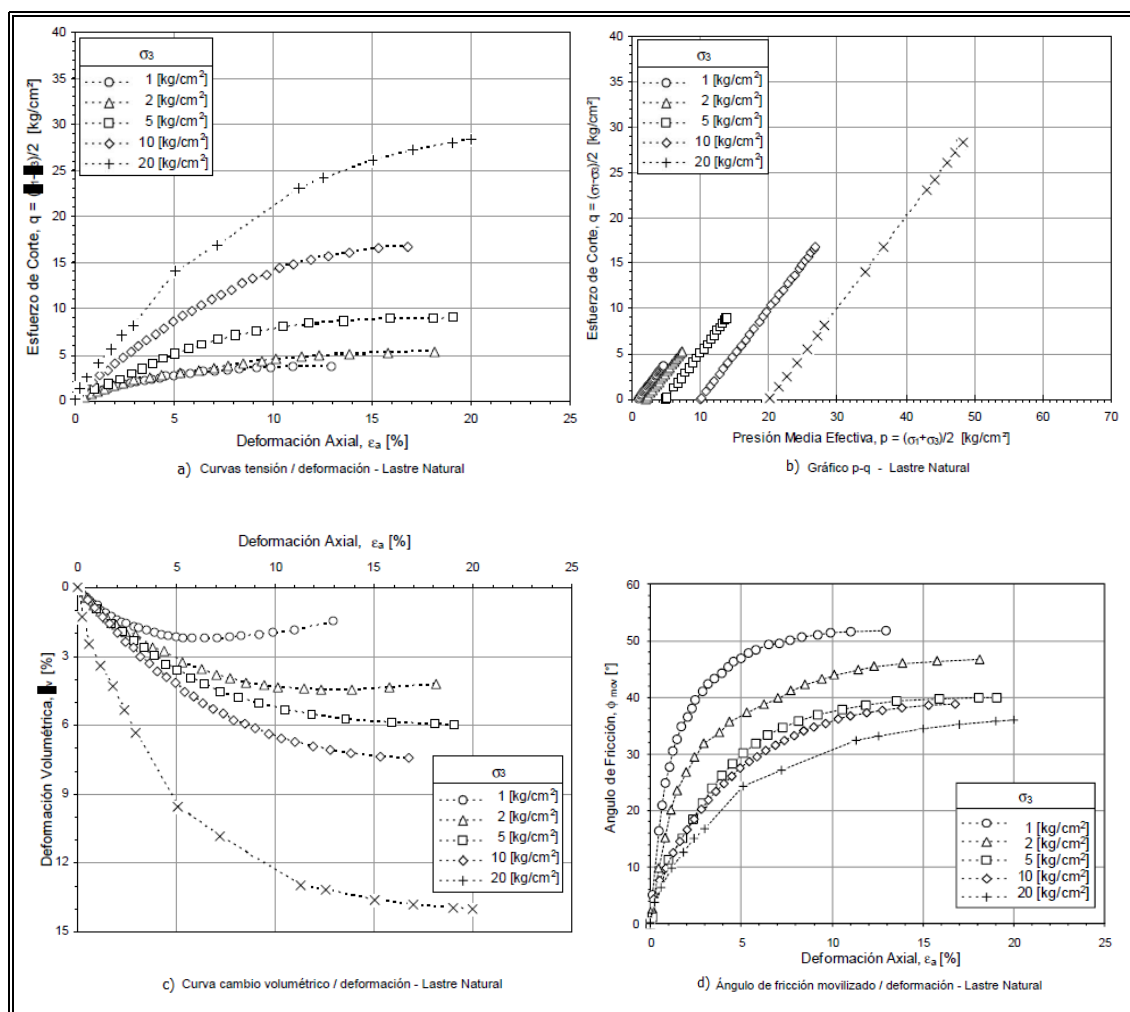 Esfuerzo de Corte, q = (σ₁-σ₃)/2 [kg/cm²]
40
35
30
25
20
15
10
5
0
σ₃
1 [kg/cm²]
2 [kg/cm²]
5 [kg/cm²]
10 [kg/cm²]
20 [kg/cm²]
0 5 10 15 20 25
Deformación Axial, εₐ [%]
a) Curvas tensión / deformación - Lastre Natural
Esfuerzo de Corte, q = (σ₁-σ₃)/2 [kg/cm²]
40
35
30
25
20
15
10
5
0
σ₃
1 [kg/cm²]
2 [kg/cm²]
5 [kg/cm²]
10 [kg/cm²]
20 [kg/cm²]
0 10 20 30 40 50 60 70
Presión Media Efectiva, p = (σ₁+σ₃)/2 [kg/cm²]
b) Gráfico p-q - Lastre Natural
Deformación Axial, εₐ [%]
0 5 10 15 20 25
Deformación Volumétrica, v [%]
0
3
6
9
12
15
σ₃
1 [kg/cm²]
2 [kg/cm²]
5 [kg/cm²]
10 [kg/cm²]
20 [kg/cm²]
c) Curva cambio volumétrico / deformación - Lastre Natural
Angulo de Fricción, ϕ mov [°]
60
50
40
30
20
10
0
σ₃
1 [kg/cm²]
2 [kg/cm²]
5 [kg/cm²]
10 [kg/cm²]
20 [kg/cm²]
0 5 10 15 20 25
Deformación Axial, εₐ [%]
d) Ángulo de fricción movilizado / deformación - Lastre Natural